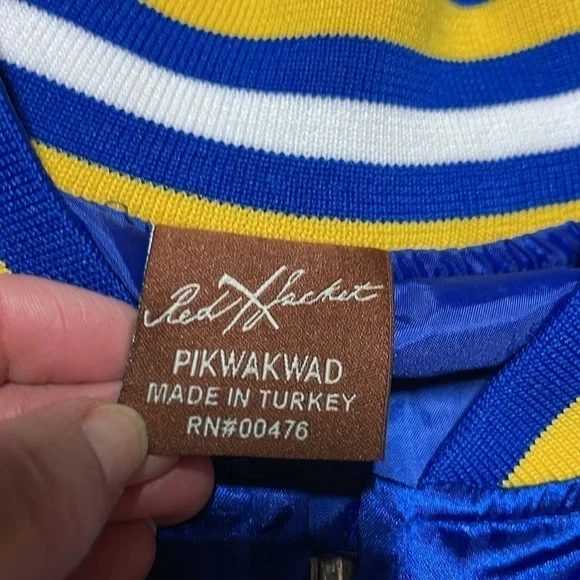 Red Jacket
PIKWAKWAD
MADE IN TURKEY
RN#00476